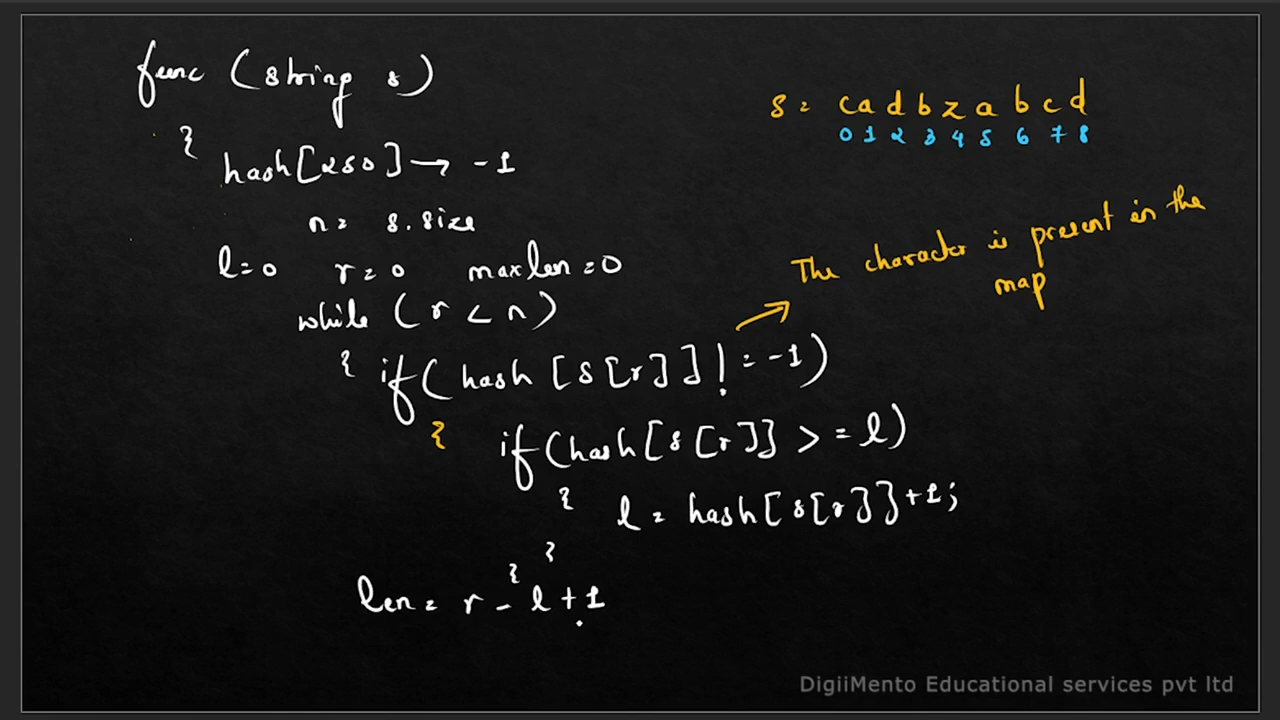 func (string s)
s = cadbzabcd
0 1 2 3 4 5 6 7 8
{
hash[250] → -1
n = s.size
l=0 r=0 maxlen=0
The character is present in the
map
while (r < n)
{ if(hash[s[r]] != -1)
{ if(hash[s[r]] >= l)
{ l = hash[s[r]]+1;
}
}
len = r - l + 1
DigiiMento Educational services pvt ltd